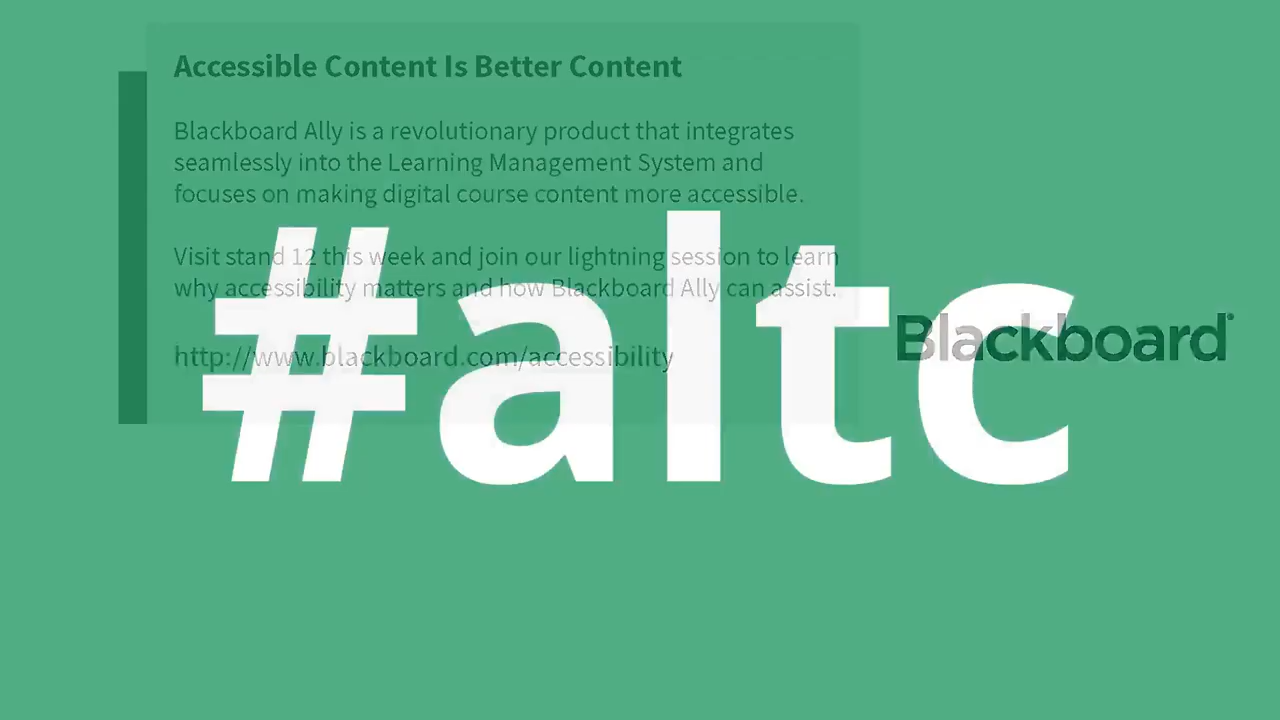 Accessible Content Is Better Content
Blackboard Ally is a revolutionary product that integrates
seamlessly into the Learning Management System and
focuses on making digital course content more accessible.
Visit stand 12 this week and join our lightning session to learn
why accessibility matters and how Blackboard Ally can assist.
http://www.blackboard.com/accessibility
#altc
Blackboard®